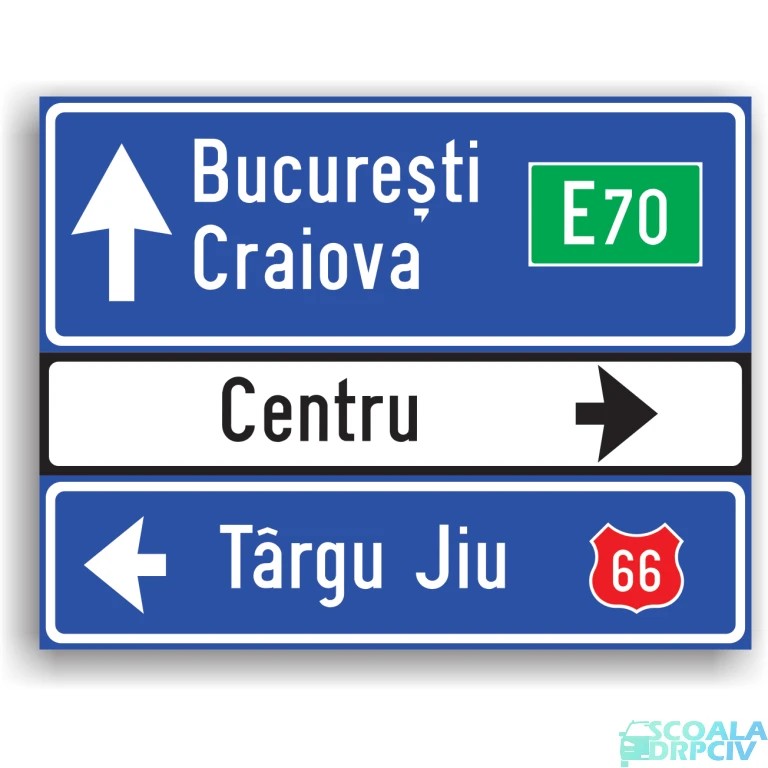 București
Craiova
E70
Centru
Târgu Jiu
66
SCOALA
DRPCIV